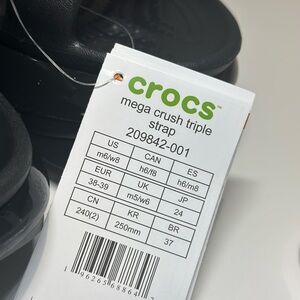 crocs™
mega crush triple
strap
209842-001
US CAN ES
m6/w8 h6/f8 h6/m8
EUR UK JP
38-39 m5/w6 24
CN KR BR
240(2) 250mm 37